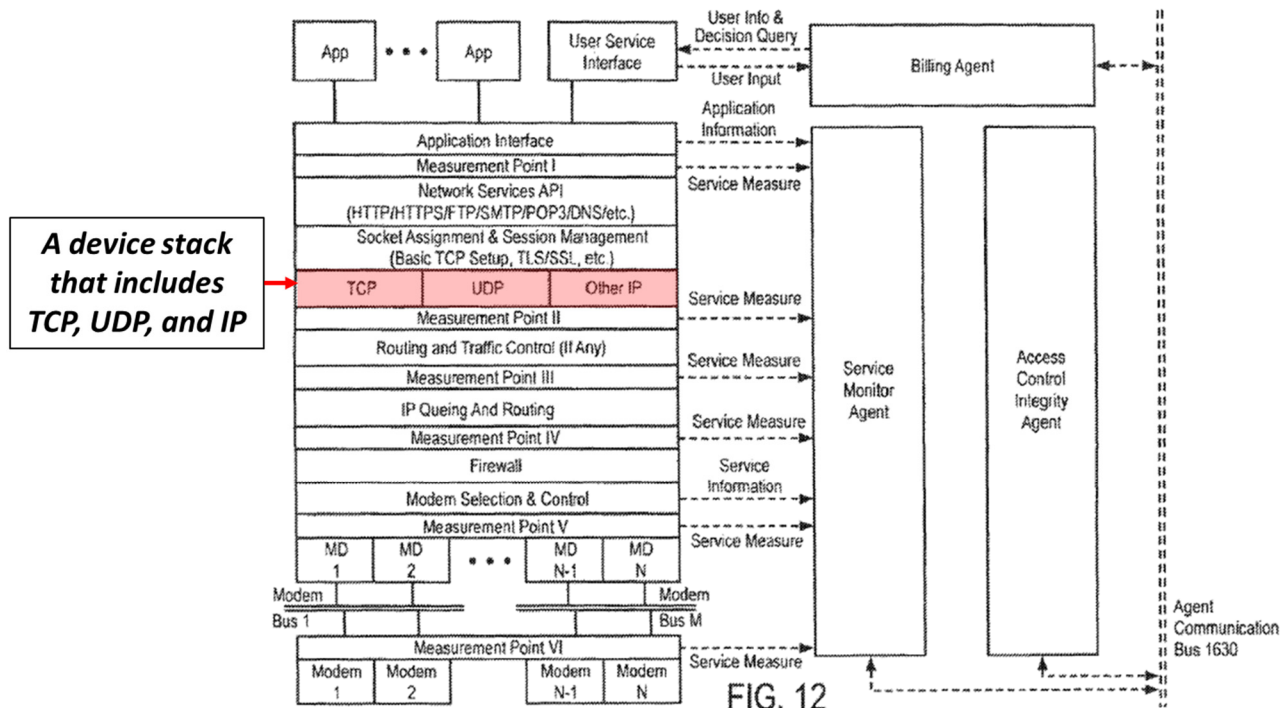 App
App
User Service
Interface
User Info &
Decision Query
User Input
Billing Agent
Application
Information
Application Interface
Measurement Point I
Service Measure
Network Services API
(HTTP/HTTPS/FTP/SMTP/POP3/DNS/etc.)
Socket Assignment & Session Management
(Basic TCP Setup, TLS/SSL, etc.)
A device stack
that includes
TCP, UDP, and IP
TCP
UDP
Other IP
Service Measure
Measurement Point II
Routing and Traffic Control (If Any)
Service Measure
Measurement Point III
IP Queing And Routing
Service Measure
Measurement Point IV
Firewall
Service
Information
Modem Selection & Control
Measurement Point V
Service Measure
MD
1
MD
2
MD
N-1
MD
N
Service
Monitor
Agent
Access
Control
Integrity
Agent
Modem
Bus 1
Modem
Bus M
Agent
Communication
Bus 1630
Measurement Point VI
Service Measure
Modem
1
Modem
2
Modem
N-1
Modem
N
FIG. 12